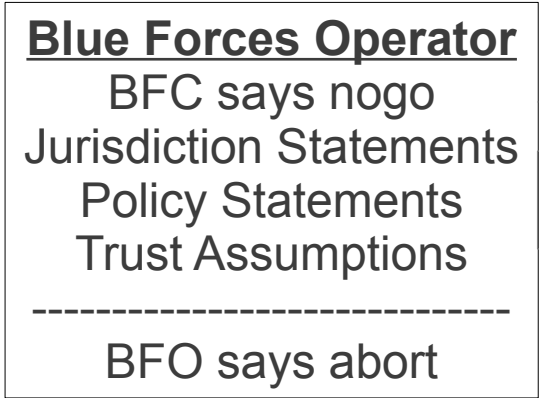 Blue Forces Operator
BFC says nogo
Jurisdiction Statements
Policy Statements
Trust Assumptions
------------------------------
BFO says abort